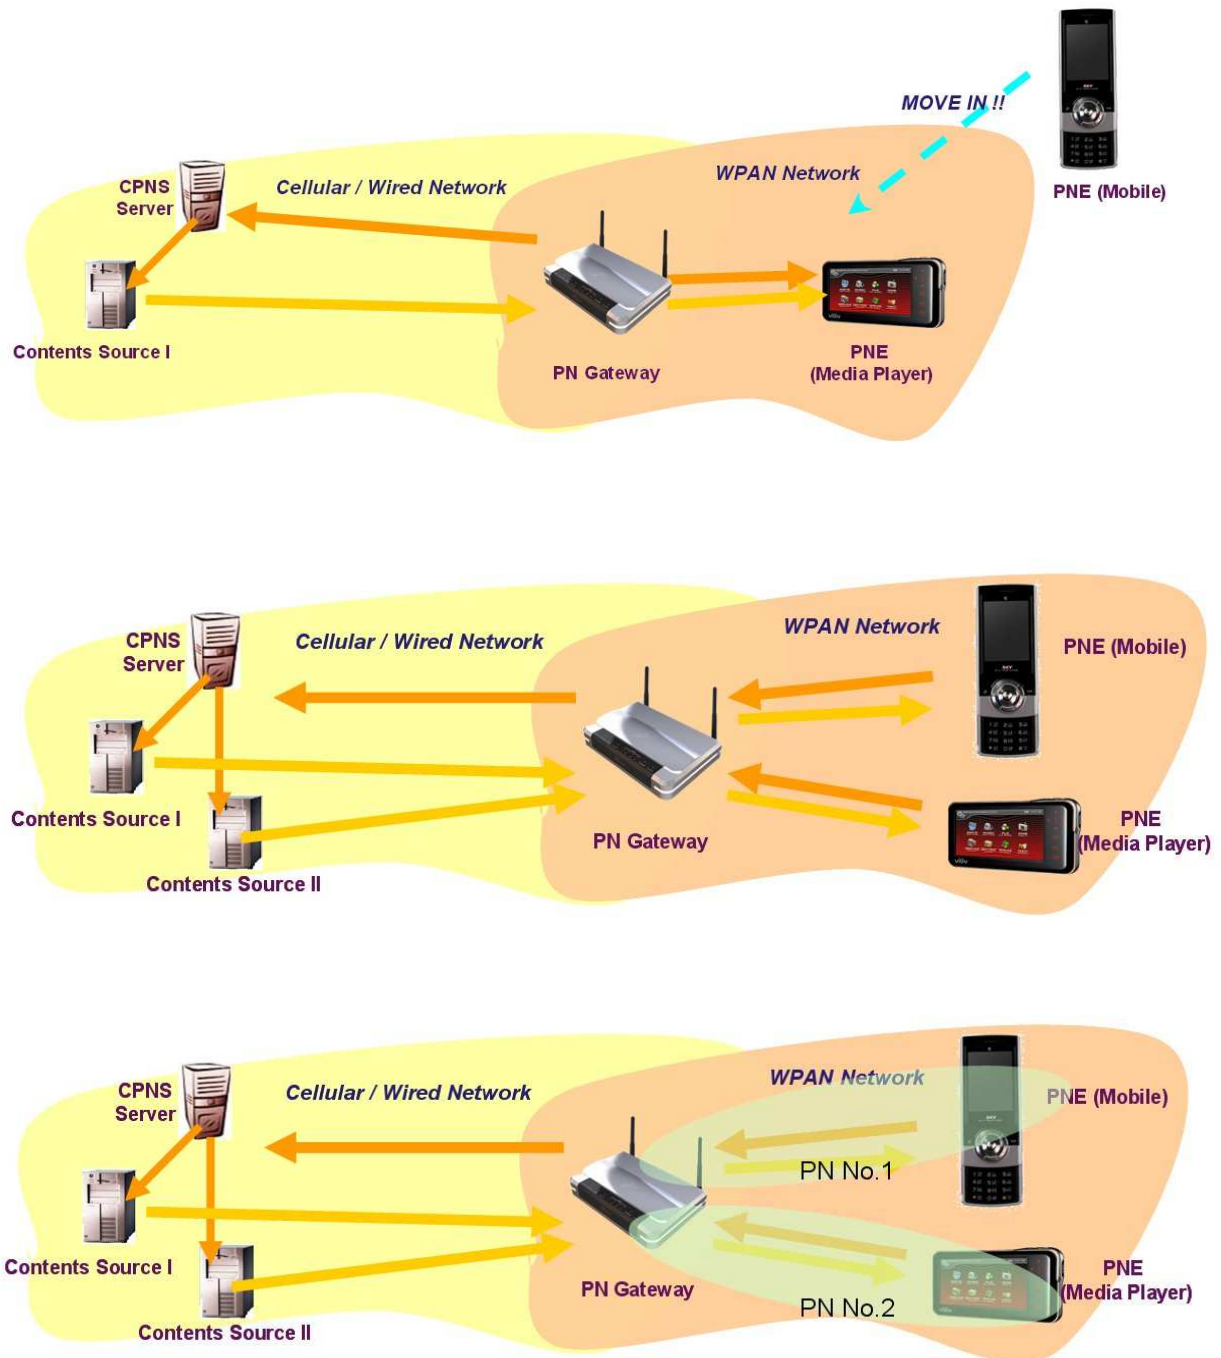 MOVE IN !!
PNE (Mobile)
WPAN Network
CPNS
Server
Cellular / Wired Network
Contents Source I
PN Gateway
PNE
(Media Player)
WPAN Network
CPNS
Server
Cellular / Wired Network
PNE (Mobile)
Contents Source I
PN Gateway
PNE
(Media Player)
Contents Source II
WPAN Network
CPNS
Server
Cellular / Wired Network
PNE (Mobile)
PN No.1
Contents Source I
PN Gateway
PNE
(Media Player)
PN No.2
Contents Source II